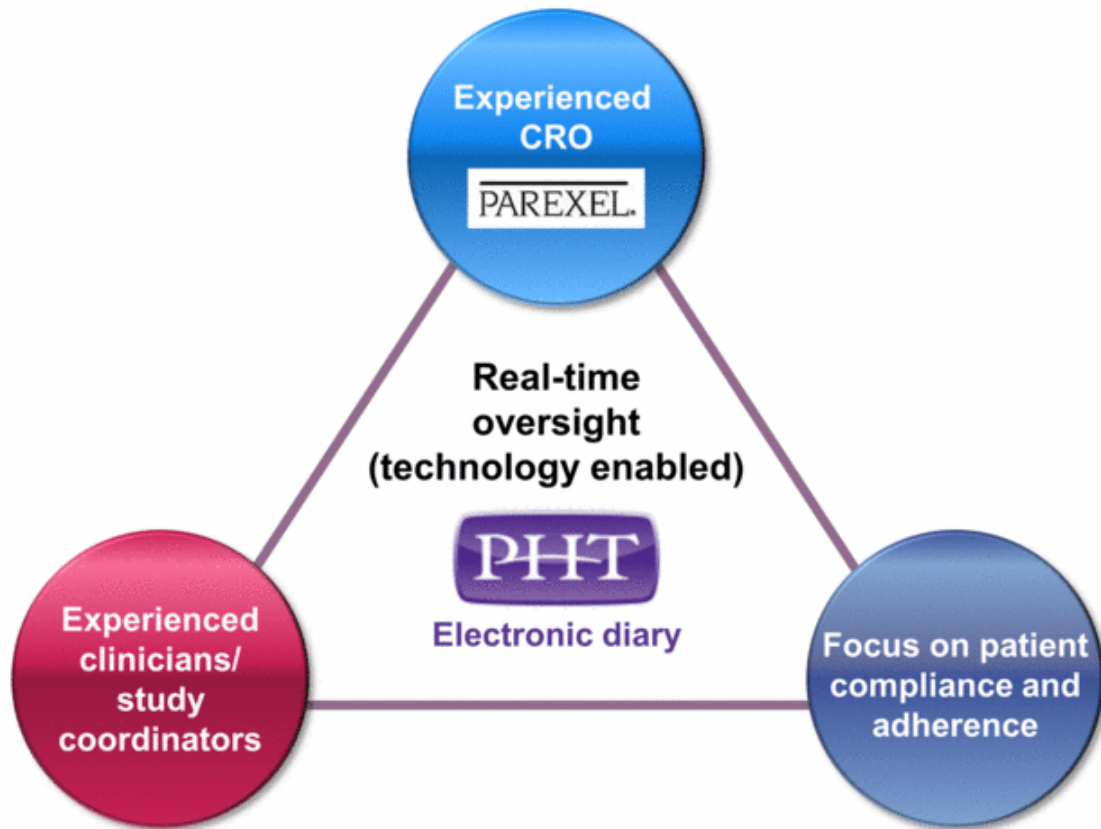 Experienced
CRO
PAREXEL.
Real-time
oversight
(technology enabled)
PHT
Electronic diary
Experienced
clinicians/
study
coordinators
Focus on patient
compliance and
adherence